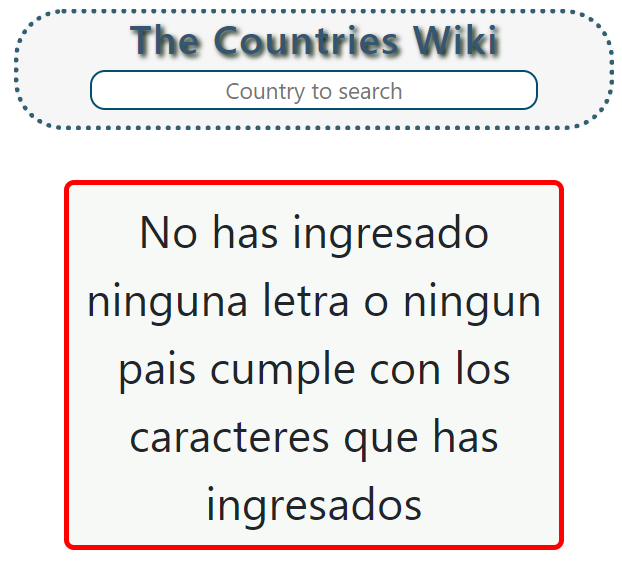 The Countries Wiki
Country to search
No has ingresado
ninguna letra o ningun
pais cumple con los
caracteres que has
ingresados